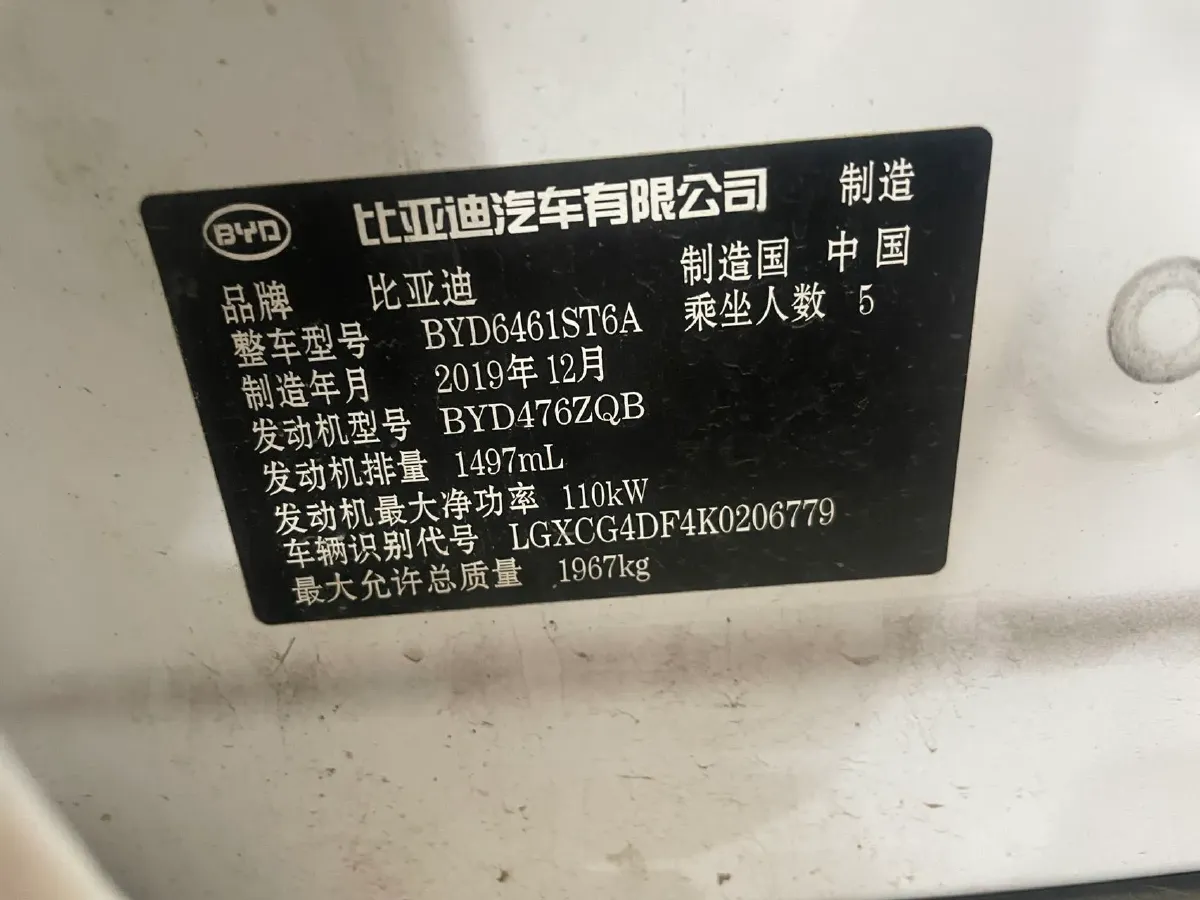 BYD 比亚迪汽车有限公司 制造
品牌 比亚迪 制造国 中国
整车型号 BYD6461ST6A 乘坐人数 5
制造年月 2019年12月
发动机型号 BYD476ZQB
发动机排量 1497mL
发动机最大净功率 110kW
车辆识别代号 LGXCG4DF4K0206779
最大允许总质量 1967kg